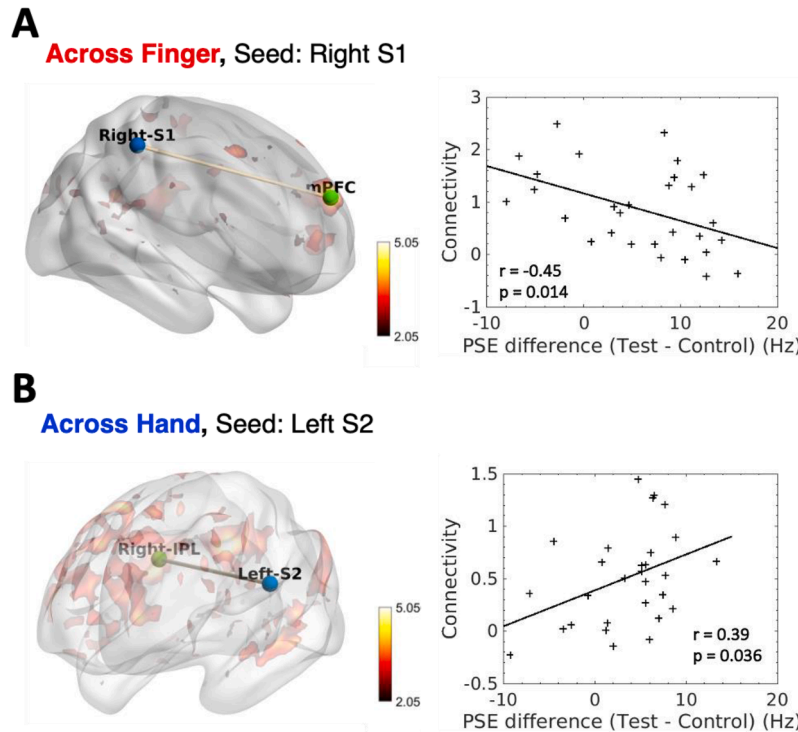 A
Across Finger, Seed: Right S1
Right-S1
mPFC
5.05
2.05
Connectivity
3
2
1
0
-1
r = -0.45
p = 0.014
-10 0 10 20
PSE difference (Test - Control) (Hz)
B
Across Hand, Seed: Left S2
Right-IPL
Left-S2
5.05
2.05
Connectivity
1.5
1
0.5
0
-0.5
r = 0.39
p = 0.036
-10 0 10 20
PSE difference (Test - Control) (Hz)